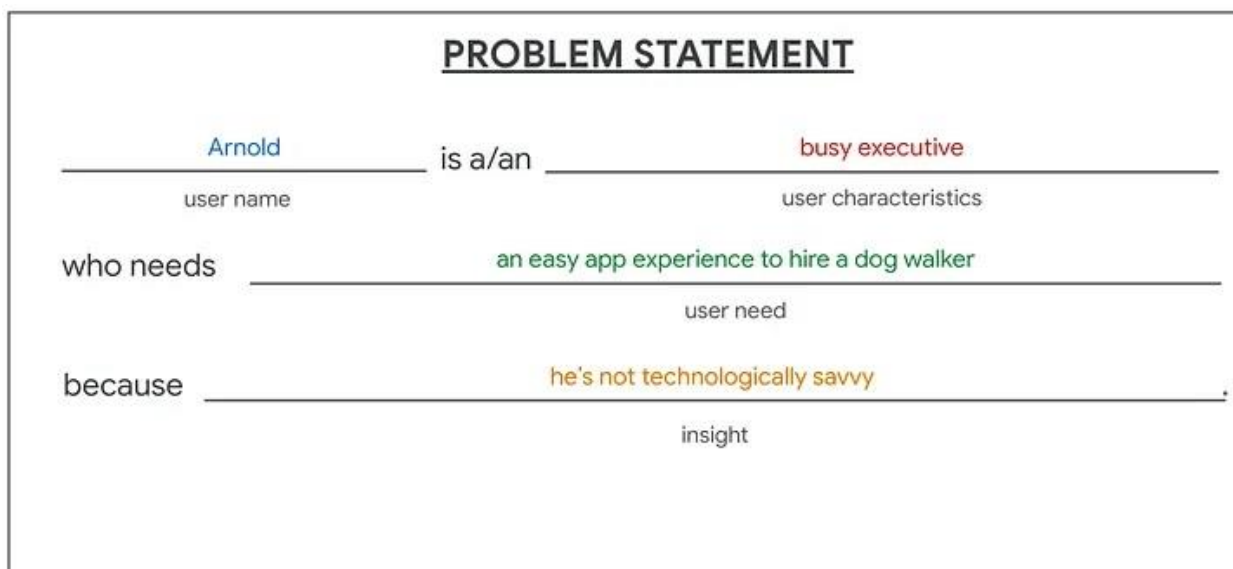 PROBLEM STATEMENT
Arnold is a/an busy executive
user name user characteristics
who needs an easy app experience to hire a dog walker
user need
because he's not technologically savvy.
insight